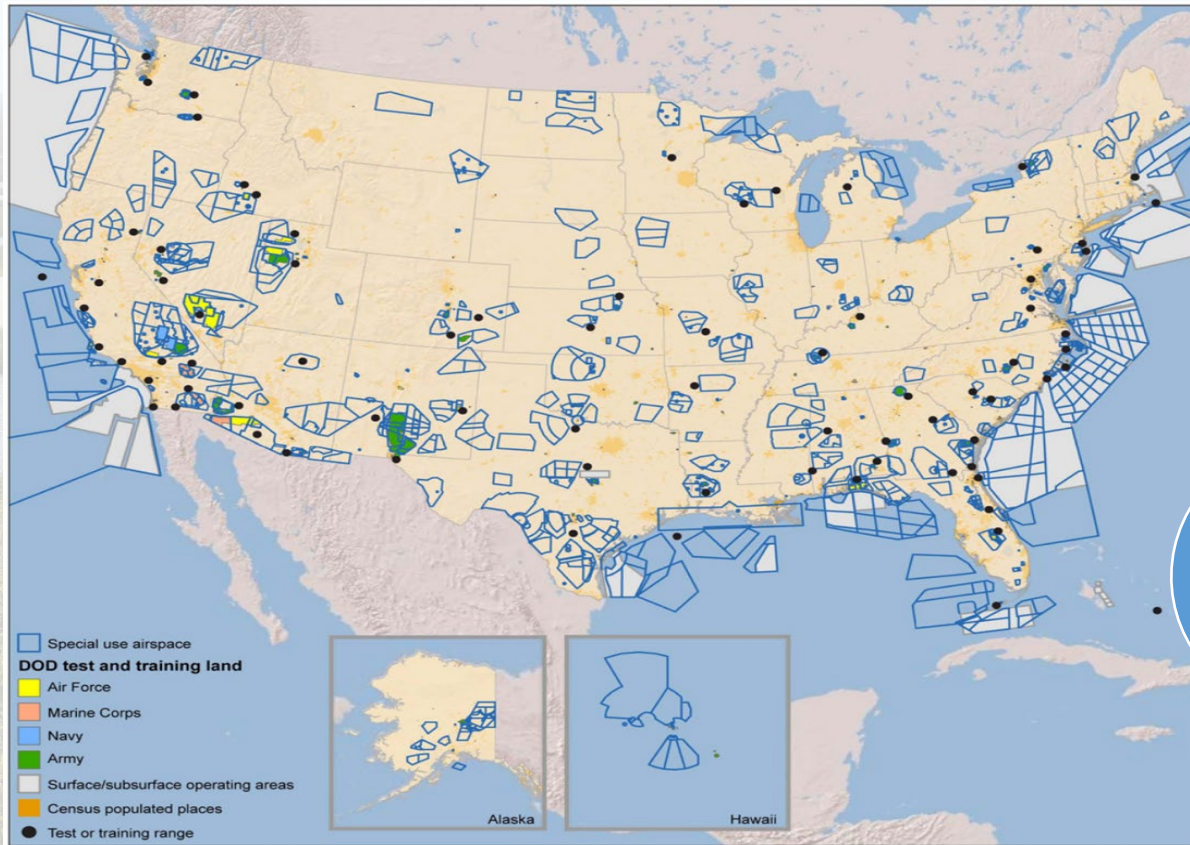 Special use airspace
DOD test and training land
Air Force
Marine Corps
Navy
Army
Surface/subsurface operating areas
Census populated places
Test or training range
Alaska
Hawaii